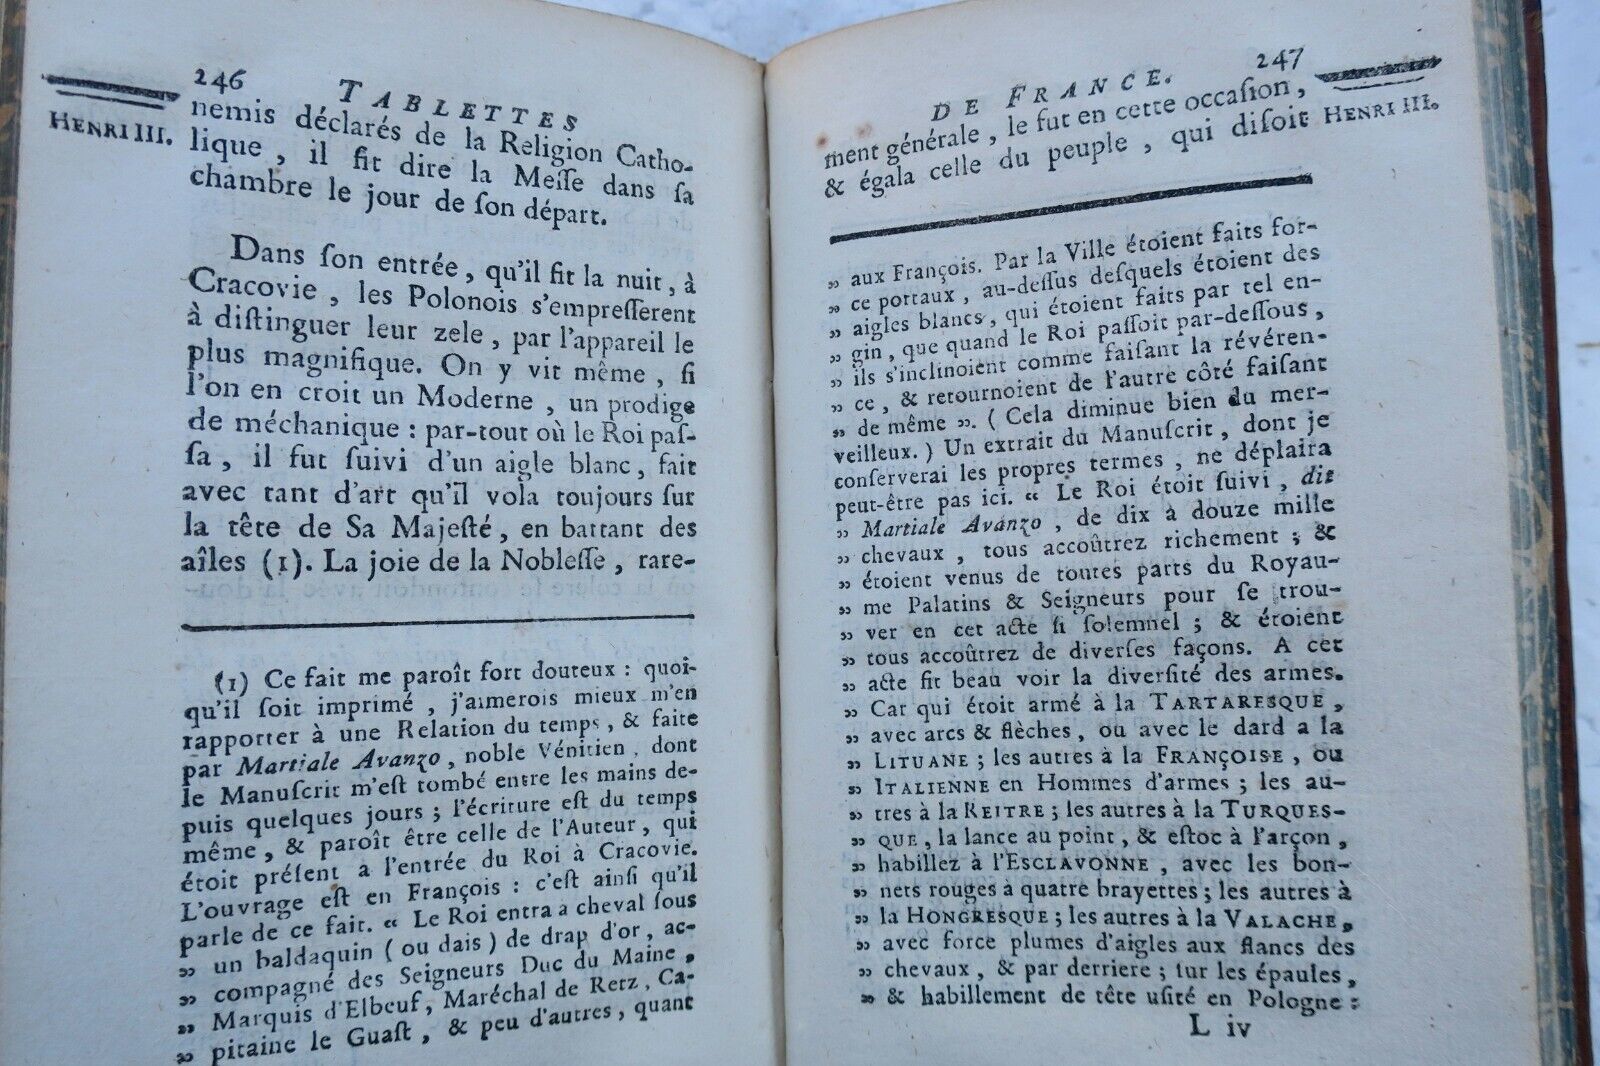 246 TABLETTES
HENRI III.
nemis déclarés de la Religion Catho-
lique, il fit dire la Meſſe dans ſa
chambre le jour de ſon départ.
Dans ſon entrée, qu'il fit la nuit, à
Cracovie, les Polonois s'empreſſerent
à diſtinguer leur zele, par l'appareil le
plus magnifique. On y vit même, ſi
l'on en croit un Moderne, un prodige
de méchanique : par-tout où le Roi paſ-
ſa, il fut ſuivi d'un aigle blanc, fait
avec tant d'art qu'il vola toujours ſur
la tête de Sa Majeſté, en battant des
aîles (1). La joie de la Nobleſſe, rare-
(1) Ce fait me paroît fort douteux : quoi-
qu'il ſoit imprimé, j'aimerois mieux m'en
rapporter à une Relation du temps, & faite
par Martiale Avanzo, noble Vénitien, dont
le Manuſcrit m'eſt tombé entre les mains de-
puis quelques jours ; l'écriture eſt du temps
même, & paroît être celle de l'Auteur, qui
étoit préſent à l'entrée du Roi à Cracovie.
L'ouvrage eſt en François : c'eſt ainſi qu'il
parle de ce fait. « Le Roi entra a cheval ſous
» un baldaquin (ou dais) de drap d'or, ac-
» compagné des Seigneurs Duc du Maine,
» Marquis d'Elbeuf, Maréchal de Retz, Ca-
» pitaine le Guaſt, & peu d'autres, quant
DE FRANCE. 247
HENRI III.
ment générale, le fut en cette occaſion,
& égala celle du peuple, qui diſoit
» aux François. Par la Ville étoient faits for-
» ce portaux, au-deſſus deſquels étoient des
» aigles blancs, qui étoient faits par tel en-
» gin, que quand le Roi paſſoit par-deſſous,
» ils s'inclinoient comme faiſant la révéren-
» ce, & retournoient de l'autre côté faiſant
» de même ». (Cela diminue bien du mer-
veilleux.) Un extrait du Manuſcrit, dont je
conſerverai les propres termes, ne déplaira
peut-être pas ici. « Le Roi étoit ſuivi, dit
» Martiale Avanzo, de dix à douze mille
» chevaux, tous accoûtrez richement ; &
» étoient venus de toutes parts du Royau-
» me Palatins & Seigneurs pour ſe trou-
» ver en cet acte ſi ſolemnel ; & étoient
» tous accoûtrez de diverſes façons. A cet
» acte fit beau voir la diverſité des armes.
» Car qui étoit armé à la TARTARESQUE,
» avec arcs & flèches, ou avec le dard a la
» LITUANE ; les autres à la FRANÇOISE, ou
» ITALIENNE en Hommes d'armes ; les au-
» tres à la REITRE ; les autres à la TURQUES-
» QUE, la lance au point, & eſtoc à l'arçon,
» habillez à l'ESCLAVONNE, avec les bon-
» nets rouges à quatre brayettes ; les autres à
» la HONGRESQUE ; les autres à la VALACHE,
» avec force plumes d'aigles aux flancs des
» chevaux, & par derriere ; ſur les épaules,
» & habillement de tête uſité en Pologne :
L iv